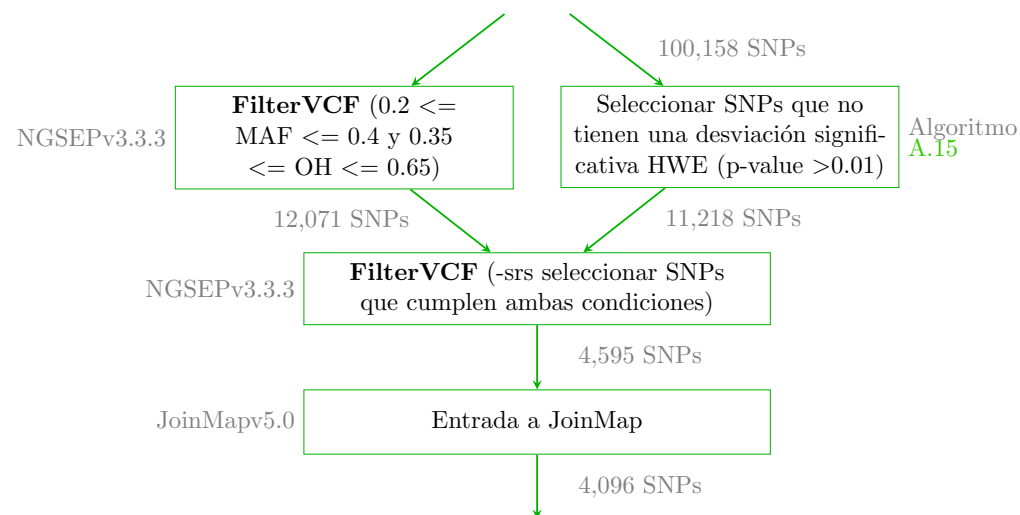 100,158 SNPs
NGSEPv3.3.3
FilterVCF (0.2 <=
MAF <= 0.4 y 0.35
<= OH <= 0.65)
Seleccionar SNPs que no
tienen una desviación signifi-
cativa HWE (p-value >0.01)
Algoritmo
A.15
12,071 SNPs
11,218 SNPs
NGSEPv3.3.3
FilterVCF (-srs seleccionar SNPs
que cumplen ambas condiciones)
4,595 SNPs
JoinMapv5.0
Entrada a JoinMap
4,096 SNPs